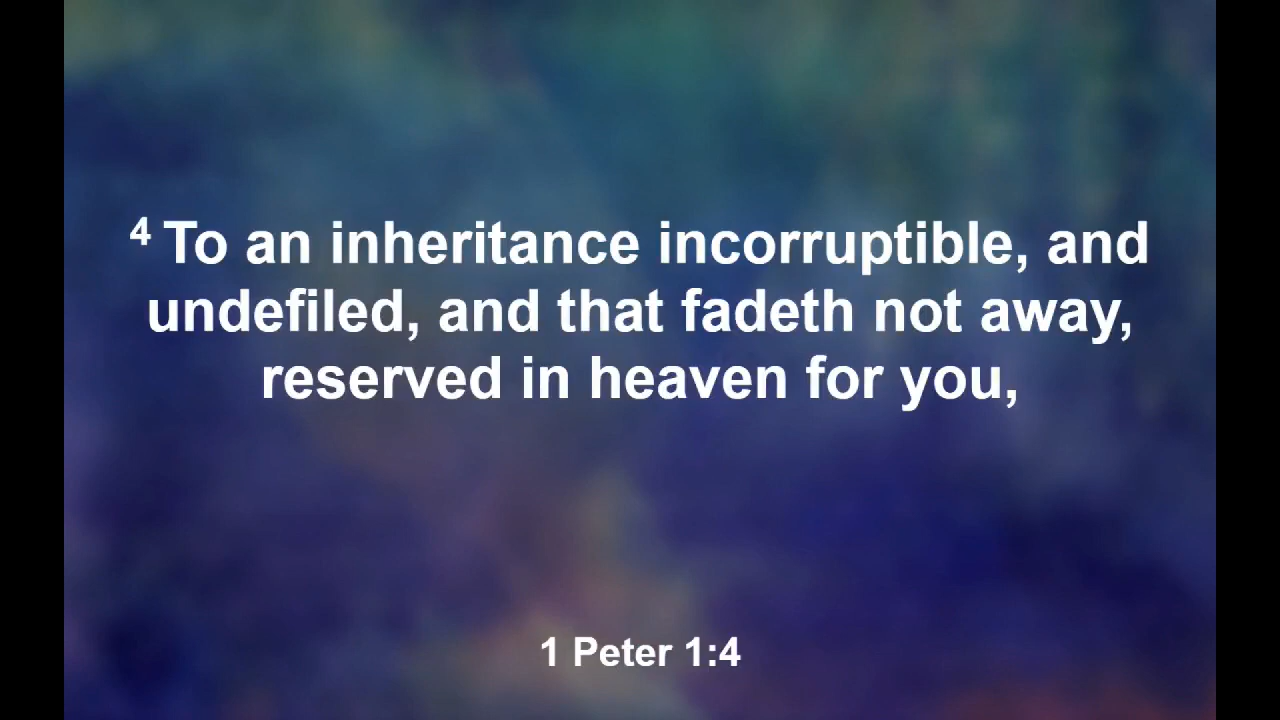 4 To an inheritance incorruptible, and
undefiled, and that fadeth not away,
reserved in heaven for you,
1 Peter 1:4